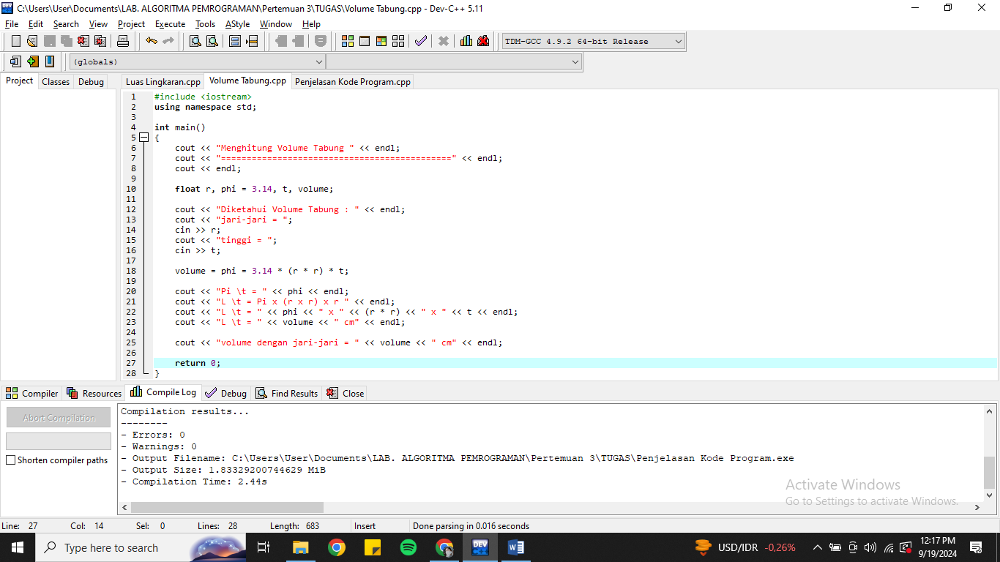 C:\Users\User\Documents\LAB. ALGORITMA PEMROGRAMAN\Pertemuan 3\TUGAS\Volume Tabung.cpp - Dev-C++ 5.11
File Edit Search View Project Execute Tools AStyle Window Help
TDM-GCC 4.9.2 64-bit Release
(globals)
Project Classes Debug
Luas Lingkaran.cpp Volume Tabung.cpp Penjelasan Kode Program.cpp
1 #include <iostream>
2 using namespace std;
3
4 int main()
5 {
6 cout << "Menghitung Volume Tabung " << endl;
7 cout << "=============================================" << endl;
8 cout << endl;
9
10 float r, phi = 3.14, t, volume;
11
12 cout << "Diketahui Volume Tabung : " << endl;
13 cout << "jari-jari = ";
14 cin >> r;
15 cout << "tinggi = ";
16 cin >> t;
17
18 volume = phi = 3.14 * (r * r) * t;
19
20 cout << "Pi \t = " << phi << endl;
21 cout << "L \t = Pi x (r x r) x r " << endl;
22 cout << "L \t = " << phi << " x " << (r * r) << " x " << t << endl;
23 cout << "L \t = " << volume << " cm" << endl;
24
25 cout << "volume dengan jari-jari = " << volume << " cm" << endl;
26
27 return 0;
28 }
Compiler Resources Compile Log Debug Find Results Close
Abort Compilation
Shorten compiler paths
Compilation results...
--------
- Errors: 0
- Warnings: 0
- Output Filename: C:\Users\User\Documents\LAB. ALGORITMA PEMROGRAMAN\Pertemuan 3\TUGAS\Penjelasan Kode Program.exe
- Output Size: 1.83329200744629 MiB
- Compilation Time: 2.44s
Activate Windows
Go to Settings to activate Windows.
Line: 27 Col: 14 Sel: 0 Lines: 28 Length: 683 Insert Done parsing in 0.016 seconds
Type here to search
DEV
USD/IDR -0,26%
12:17 PM
9/19/2024